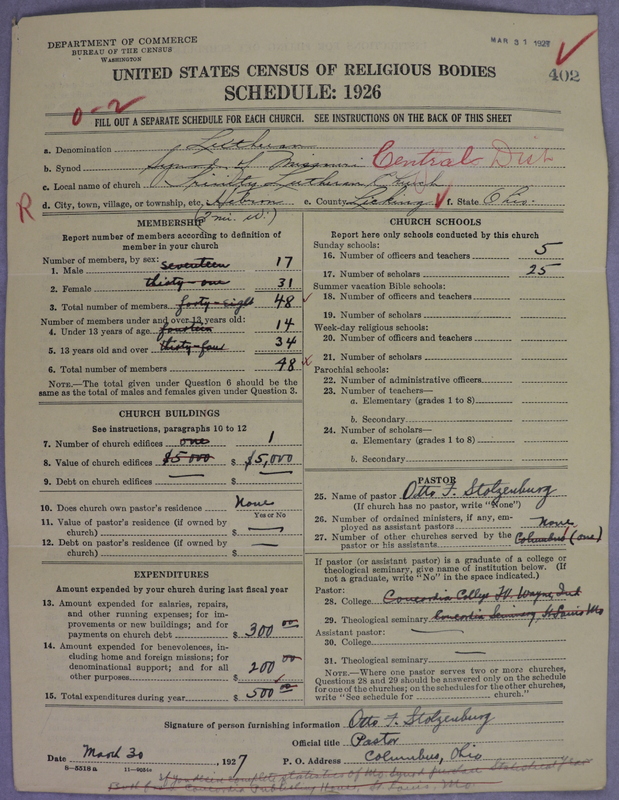 DEPARTMENT OF COMMERCE
BUREAU OF THE CENSUS
WASHINGTON
MAR 31 1927
402
UNITED STATES CENSUS OF RELIGIOUS BODIES
SCHEDULE: 1926
0-2
FILL OUT A SEPARATE SCHEDULE FOR EACH CHURCH. SEE INSTRUCTIONS ON THE BACK OF THIS SHEET
a. Denomination Lutheran
b. Synod Synod of Missouri Central Dist
c. Local name of church Trinity Lutheran Church
R d. City, town, village, or township, etc. Hebron e. County Licking f. State Ohio.
(2 mi. W.)
MEMBERSHIP
Report number of members according to definition of
member in your church
Number of members, by sex:
1. Male seventeen 17
2. Female thirty-one 31
3. Total number of members forty-eight 48
Number of members under and over 13 years old:
4. Under 13 years of age fourteen 14
5. 13 years old and over thirty-four 34
6. Total number of members 48
NOTE.—The total given under Question 6 should be
same as the total of males and females given under Question 3.
CHURCH BUILDINGS
See instructions, paragraphs 10 to 12
7. Number of church edifices one 1
8. Value of church edifices $5,000 $ $5,000
9. Debt on church edifices $
10. Does church own pastor's residence None
Yes or No
11. Value of pastor's residence (if owned by
church) $
12. Debt on pastor's residence (if owned by
church) $
EXPENDITURES
Amount expended by your church during last fiscal year
13. Amount expended for salaries, repairs,
and other running expenses; for im-
provements or new buildings; and for
payments on church debt $ 300 00
14. Amount expended for benevolences, in-
cluding home and foreign missions; for
denominational support; and for all
other purposes $ 200 00
15. Total expenditures during year $ 500 00
CHURCH SCHOOLS
Report here only schools conducted by this church
Sunday schools:
16. Number of officers and teachers 5
17. Number of scholars 25
Summer vacation Bible schools:
18. Number of officers and teachers
19. Number of scholars
Week-day religious schools:
20. Number of officers and teachers
21. Number of scholars
Parochial schools:
22. Number of administrative officers
23. Number of teachers—
a. Elementary (grades 1 to 8)
b. Secondary
24. Number of scholars—
a. Elementary (grades 1 to 8)
b. Secondary
PASTOR
25. Name of pastor Otto F. Stolzenburg
(If church has no pastor, write "None")
26. Number of ordained ministers, if any, em-
ployed as assistant pastors none
27. Number of other churches served by the
pastor or his assistants Columbus 1 (one)
If pastor (or assistant pastor) is a graduate of a college or
theological seminary, give name of institution below. (If
not a graduate, write "No" in the space indicated.)
Pastor:
28. College Concordia College Ft. Wayne, Ind
29. Theological seminary Concordia Seminary St Louis Mo
Assistant pastor:
30. College
31. Theological seminary
NOTE.—Where one pastor serves two or more churches,
Questions 28 and 29 should be answered only on the schedule
for one of the churches; on the schedules for the other churches,
write "See schedule for church."
Signature of person furnishing information Otto F. Stolzenburg
Official title Pastor
Date March 30, 1927 P. O. Address Columbus, Ohio
8-5518a
complete statistics of Mo. Synod Statistical Year
Book Concordia Publishing House, St. Louis, Mo.